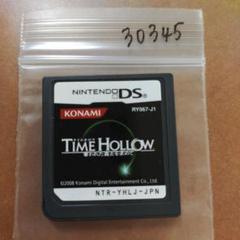 30345
NINTENDO DS
KONAMI
RY067-J1
TIME HOLLOW
©2008 Konami Digital Entertainment Co., Ltd.
NTR-YHLJ-JPN